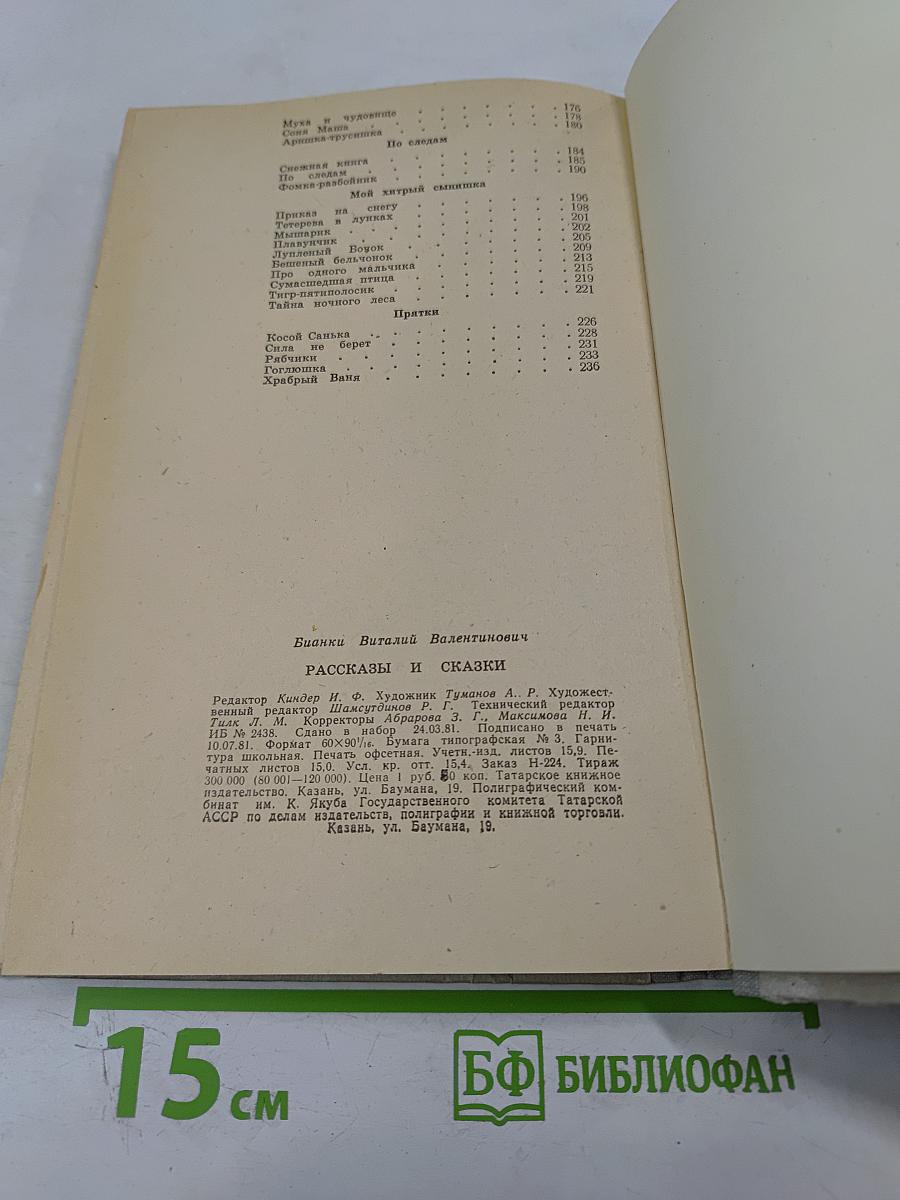 Муха и чудовище . . . . . . . 176
Соня Маша . . . . . . . 178
Аришка-трусишка . . . . . . . 180
По следам
Снежная книга . . . . . . . 184
По следам . . . . . . . 185
Фомка-разбойник . . . . . . . 190
Мой хитрый сынишка
Приказ на снегу . . . . . . . 196
Тетерева в лунках . . . . . . . 198
Мышарик . . . . . . . 201
Плавунчик . . . . . . . 202
Лупленый Бочок . . . . . . . 205
Бешеный бельчонок . . . . . . . 209
Про одного мальчика . . . . . . . 213
Сумасшедшая птица . . . . . . . 215
Тигр-пятиполосик . . . . . . . 219
Тайна ночного леса . . . . . . . 221
Прятки
Косой Санька . . . . . . . 226
Сила не берет . . . . . . . 228
Рябчики . . . . . . . 231
Гоглюшка . . . . . . . 233
Храбрый Ваня . . . . . . . 236
Бианки Виталий Валентинович
РАССКАЗЫ И СКАЗКИ
Редактор Киндер И. Ф. Художник Туманов А. Р. Художест-
венный редактор Шамсутдинов Р. Г. Технический редактор
Тилк Л. М. Корректоры Абрарова З. Г., Максимова Н. И.
ИБ № 2438. Сдано в набор 24.03.81. Подписано в печать
10.07.81. Формат 60×90¹/₁₆. Бумага типографская № 3. Гарни-
тура школьная. Печать офсетная. Учетн.-изд. листов 15,9. Пе-
чатных листов 15,0. Усл. кр. отт. 15,4. Заказ Н-224. Тираж
300 000 (80 001—120 000). Цена 1 руб. 50 коп. Татарское книжное
издательство. Казань, ул. Баумана, 19. Полиграфический ком-
бинат им. К. Якуба Государственного комитета Татарской
АССР по делам издательств, полиграфии и книжной торговли.
Казань, ул. Баумана, 19.
15 см
БФ БИБЛИОФАН